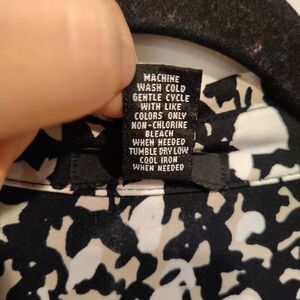 MACHINE
WASH COLD
GENTLE CYCLE
WITH LIKE
COLORS ONLY
NON-CHLORINE
BLEACH
WHEN NEEDED
TUMBLE DRY LOW
COOL IRON
WHEN NEEDED